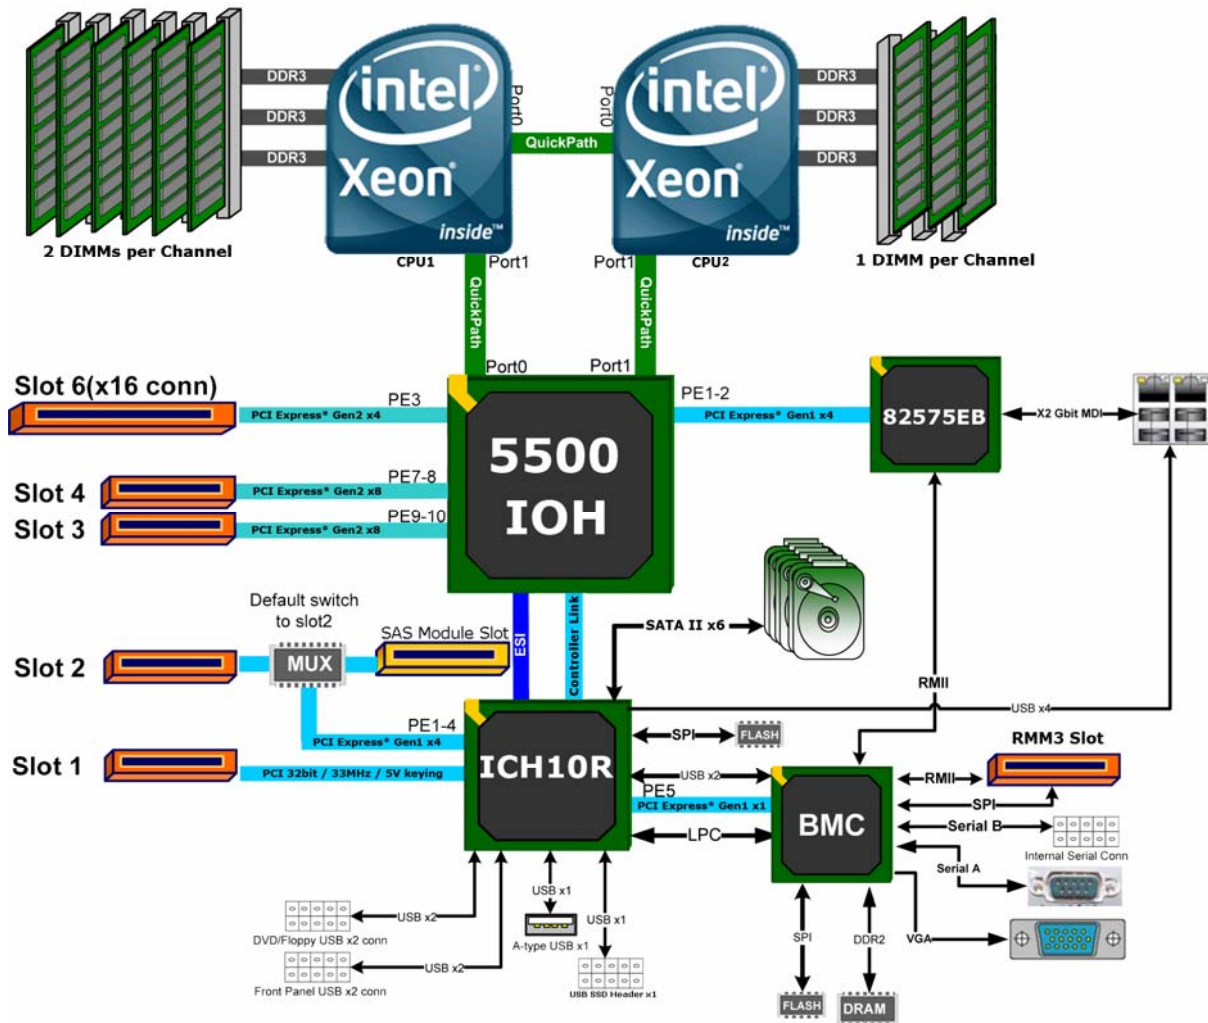 DDR3
DDR3
DDR3
intel®
Xeon®
inside™
CPU1
Port0
QuickPath
Port0
intel®
Xeon®
inside™
CPU2
DDR3
DDR3
DDR3
2 DIMMs per Channel
1 DIMM per Channel
Port1
Port1
QuickPath
QuickPath
Port0
Port1
Slot 6(x16 conn)
PE3
PCI Express* Gen2 x4
5500
IOH
PE1-2
PCI Express* Gen1 x4
82575EB
X2 Gbit MDI
Slot 4
PE7-8
PCI Express* Gen2 x8
Slot 3
PE9-10
PCI Express* Gen2 x8
Default switch
to slot2
SAS Module Slot
ESI
Controller Link
SATA II x6
Slot 2
MUX
RMII
PE1-4
PCI Express* Gen1 x4
USB x4
Slot 1
PCI 32bit / 33MHz / 5V keying
ICH10R
SPI
FLASH
RMM3 Slot
USB x2
PE5
PCI Express* Gen1 x1
LPC
BMC
RMII
SPI
Serial B
Internal Serial Conn
Serial A
USB x2
DVD/Floppy USB x2 conn
USB x2
Front Panel USB x2 conn
USB x1
A-type USB x1
USB x1
USB SSD Header x1
SPI
FLASH
DDR2
DRAM
VGA